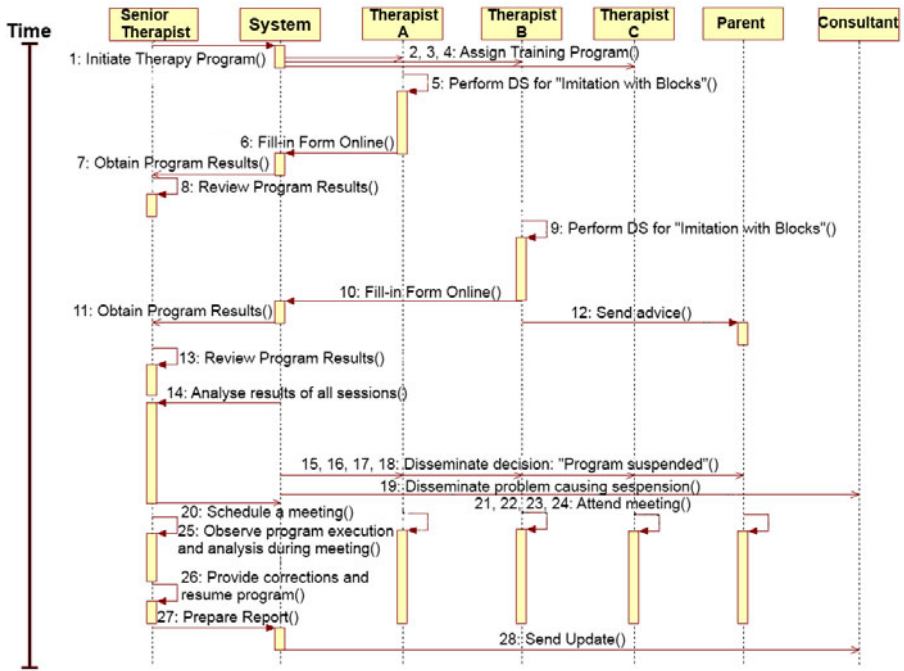 Time
Senior
Therapist
System
Therapist
A
Therapist
B
Therapist
C
Parent
Consultant
1: Initiate Therapy Program()
2, 3, 4: Assign Training Program()
5: Perform DS for "Imitation with Blocks"()
6: Fill-in Form Online()
7: Obtain Program Results()
8: Review Program Results()
9: Perform DS for "Imitation with Blocks"()
10: Fill-in Form Online()
11: Obtain Program Results()
12: Send advice()
13: Review Program Results()
14: Analyse results of all sessions()
15, 16, 17, 18: Disseminate decision: "Program suspended"()
19: Disseminate problem causing sespension()
20: Schedule a meeting()
21, 22, 23, 24: Attend meeting()
25: Observe program execution
and analysis during meeting()
26: Provide corrections and
resume program()
27: Prepare Report()
28: Send Update()